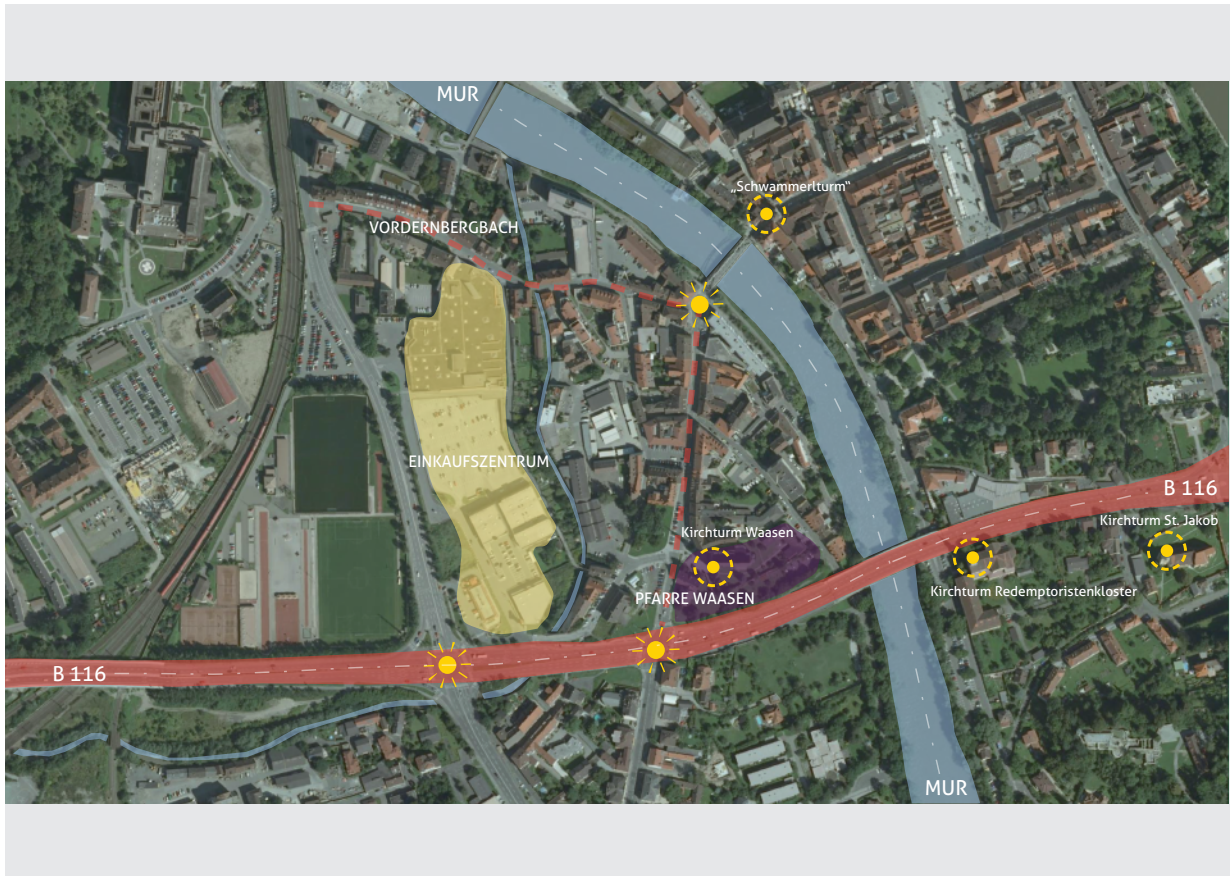 MUR
„Schwammerlturm“
VORDERNBERGBACH
EINKAUFSZENTRUM
B 116
Kirchturm St. Jakob
Kirchturm Waasen
Kirchturm Redemptoristenkloster
PFARRE WAASEN
B 116
MUR